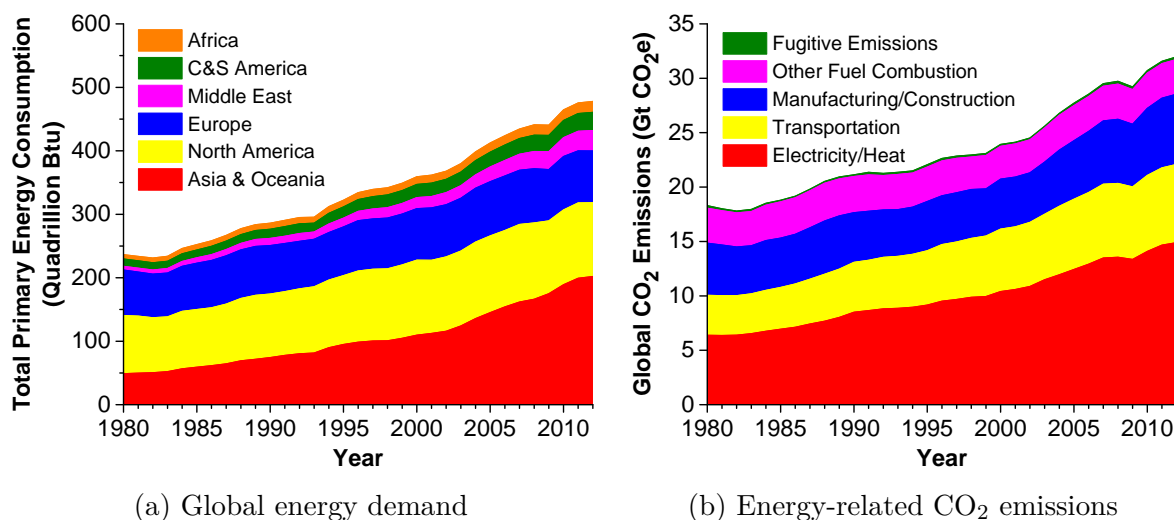 Total Primary Energy Consumption
(Quadrillion Btu)
600
500
400
300
200
100
0
Africa
C&S America
Middle East
Europe
North America
Asia & Oceania
1980 1985 1990 1995 2000 2005 2010
Year
(a) Global energy demand
Global CO₂ Emissions (Gt CO₂e)
35
30
25
20
15
10
5
0
Fugitive Emissions
Other Fuel Combustion
Manufacturing/Construction
Transportation
Electricity/Heat
1980 1985 1990 1995 2000 2005 2010
Year
(b) Energy-related CO₂ emissions